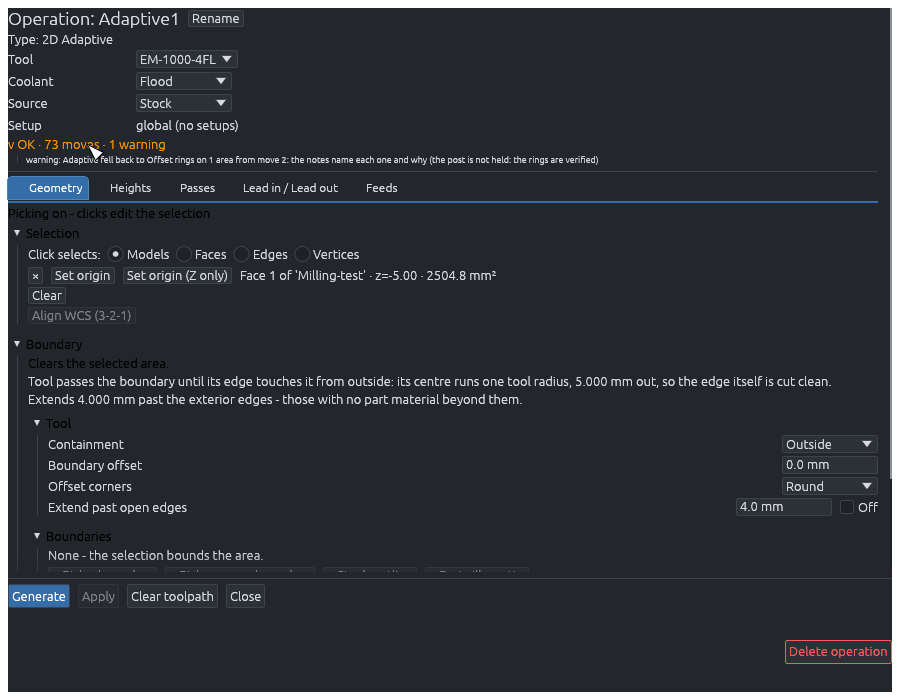 Operation: Adaptive1 Rename
Type: 2D Adaptive
Tool EM-1000-4FL
Coolant Flood
Source Stock
Setup global (no setups)
v OK · 73 moves · 1 warning
warning: Adaptive fell back to Offset rings on 1 area from move 2: the notes name each one and why (the post is not held: the rings are verified)
Geometry Heights Passes Lead in / Lead out Feeds
Picking on - clicks edit the selection
Selection
Click selects: Models Faces Edges Vertices
× Set origin Set origin (Z only) Face 1 of 'Milling-test' · z=-5.00 · 2504.8 mm²
Clear
Align WCS (3-2-1)
Boundary
Clears the selected area.
Tool passes the boundary until its edge touches it from outside: its centre runs one tool radius, 5.000 mm out, so the edge itself is cut clean.
Extends 4.000 mm past the exterior edges - those with no part material beyond them.
Tool
Containment Outside
Boundary offset 0.0 mm
Offset corners Round
Extend past open edges 4.0 mm Off
Boundaries
None - the selection bounds the area.
Generate Apply Clear toolpath Close
Delete operation